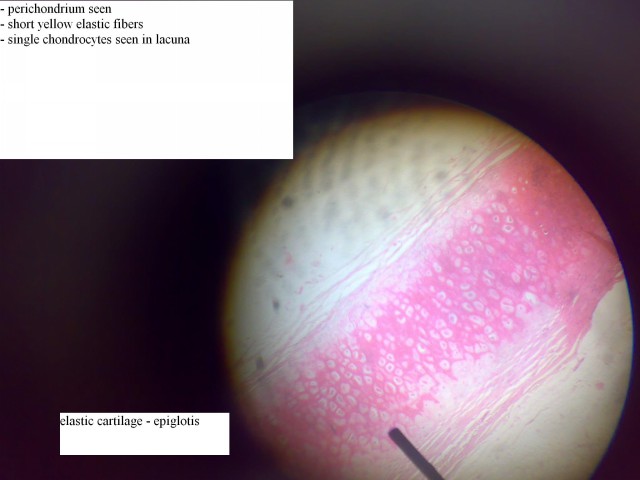 - perichondrium seen
- short yellow elastic fibers
- single chondrocytes seen in lacuna
elastic cartilage - epiglotis